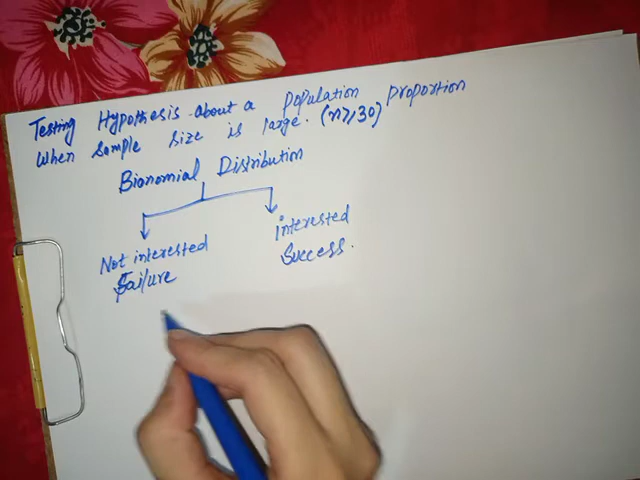 Testing Hypothesis about a population proportion
when sample size is large. (n≥30)
Bionomial Distribution
Not interested
Failure
interested
Success.